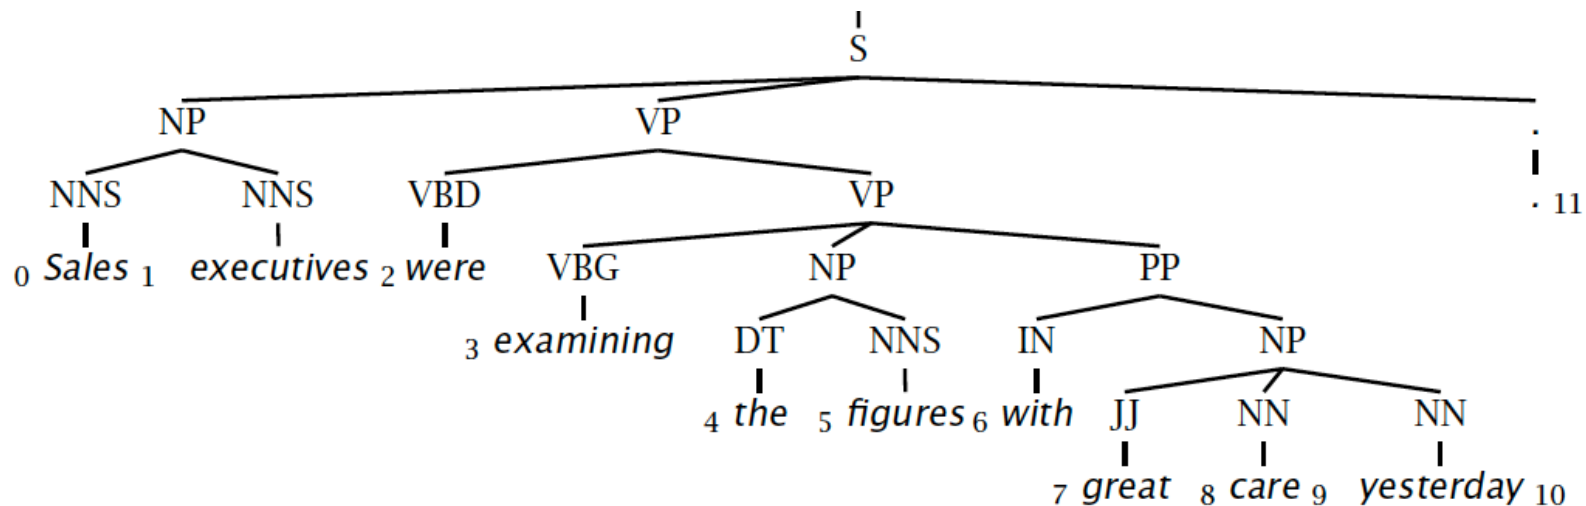 S
NP VP .
NNS NNS VBD VP . 11
0 Sales 1 executives 2 were VBG NP PP
3 examining DT NNS IN NP
4 the 5 figures 6 with JJ NN NN
7 great 8 care 9 yesterday 10